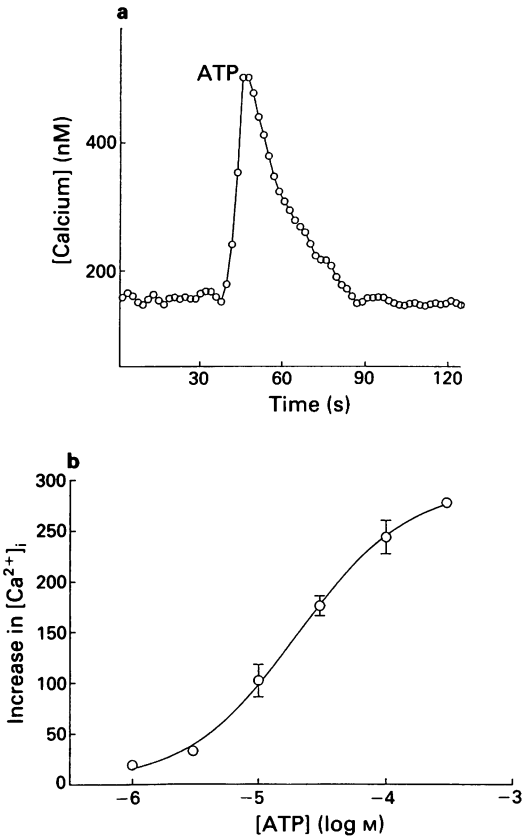 a
ATP
400
200
[Calcium] (nM)
30 60 90 120
Time (s)
b
300
250
200
150
100
50
0
Increase in [Ca²⁺]ᵢ
−6 −5 −4 −3
[ATP] (log M)